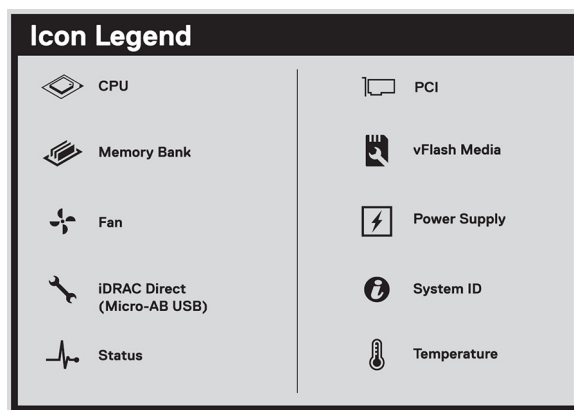 Icon Legend
CPU
Memory Bank
Fan
iDRAC Direct
(Micro-AB USB)
Status
PCI
vFlash Media
Power Supply
System ID
Temperature